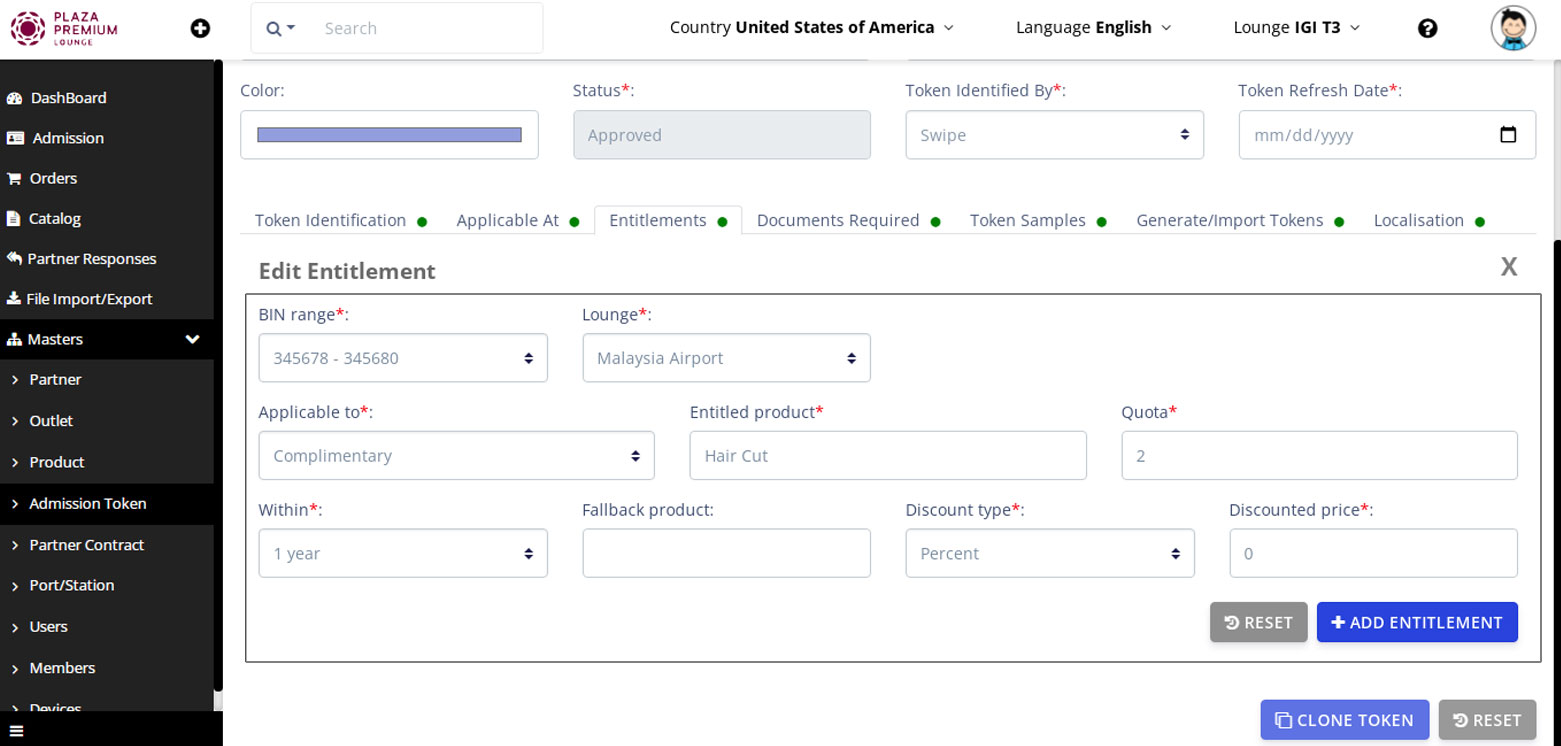 PLAZA
PREMIUM
LOUNGE
Search
Country United States of America
Language English
Lounge IGI T3
?
DashBoard
Admission
Orders
Catalog
Partner Responses
File Import/Export
Masters
Partner
Outlet
Product
Admission Token
Partner Contract
Port/Station
Users
Members
Devices
Color:
Status*:
Token Identified By*:
Token Refresh Date*:
Approved
Swipe
mm/dd/yyyy
Token Identification
Applicable At
Entitlements
Documents Required
Token Samples
Generate/Import Tokens
Localisation
Edit Entitlement
X
BIN range*:
Lounge*:
345678 - 345680
Malaysia Airport
Applicable to*:
Entitled product*
Quota*
Complimentary
Hair Cut
2
Within*:
Fallback product:
Discount type*:
Discounted price*:
1 year
Percent
0
RESET
ADD ENTITLEMENT
CLONE TOKEN
RESET